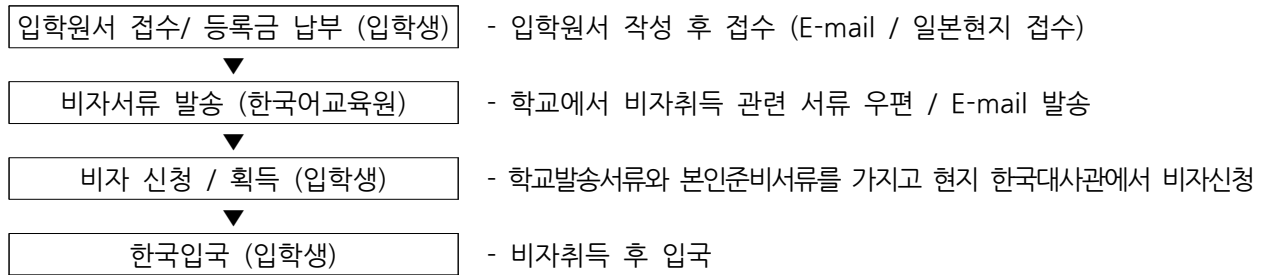 입학원서 접수/ 등록금 납부 (입학생) - 입학원서 작성 후 접수 (E-mail / 일본현지 접수)
▼
비자서류 발송 (한국어교육원) - 학교에서 비자취득 관련 서류 우편 / E-mail 발송
▼
비자 신청 / 획득 (입학생) - 학교발송서류와 본인준비서류를 가지고 현지 한국대사관에서 비자신청
▼
한국입국 (입학생) - 비자취득 후 입국